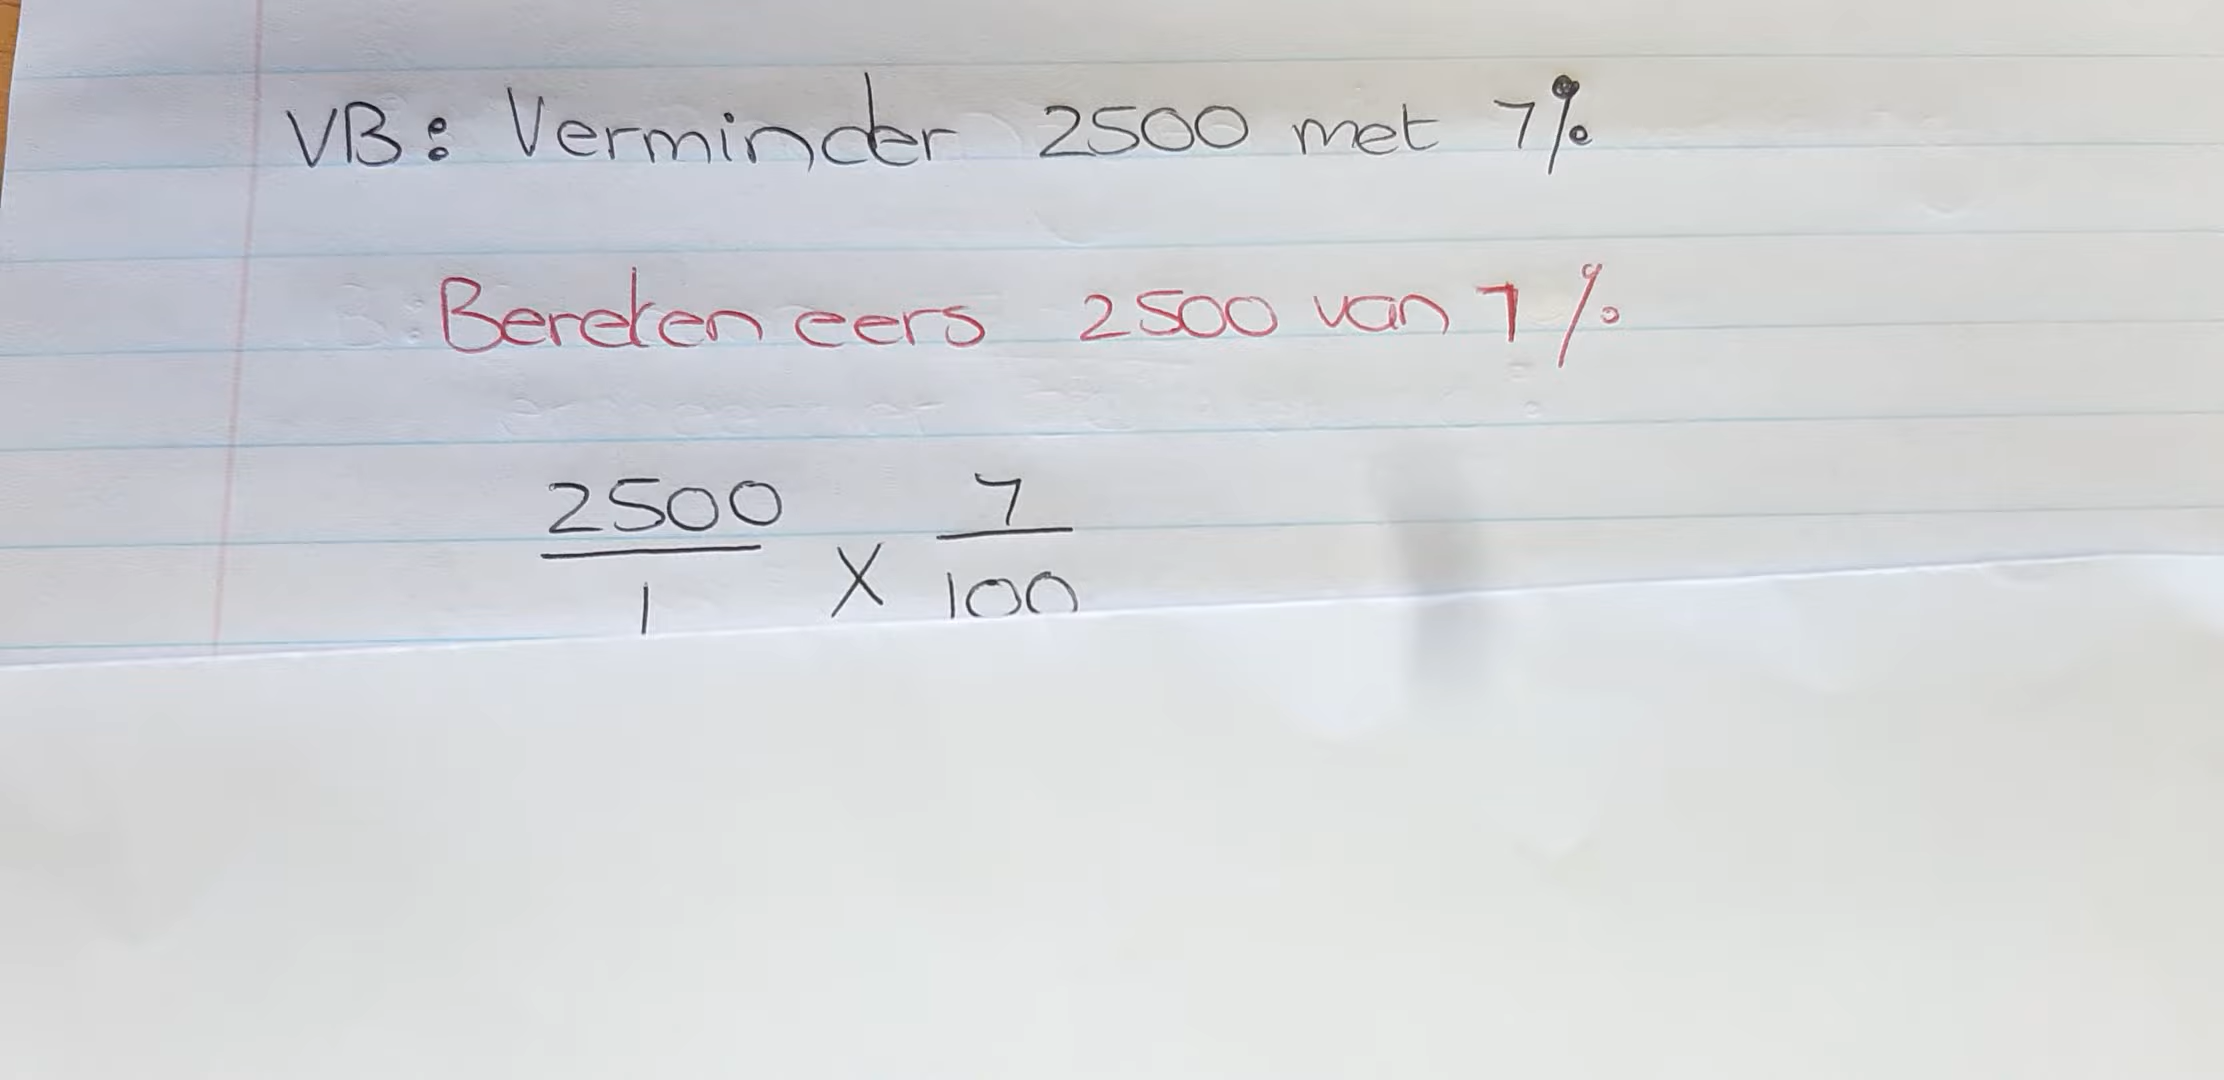 VB: Verminder 2500 met 7%
Bereken eers 2500 van 7%
2500/1 x 7/100